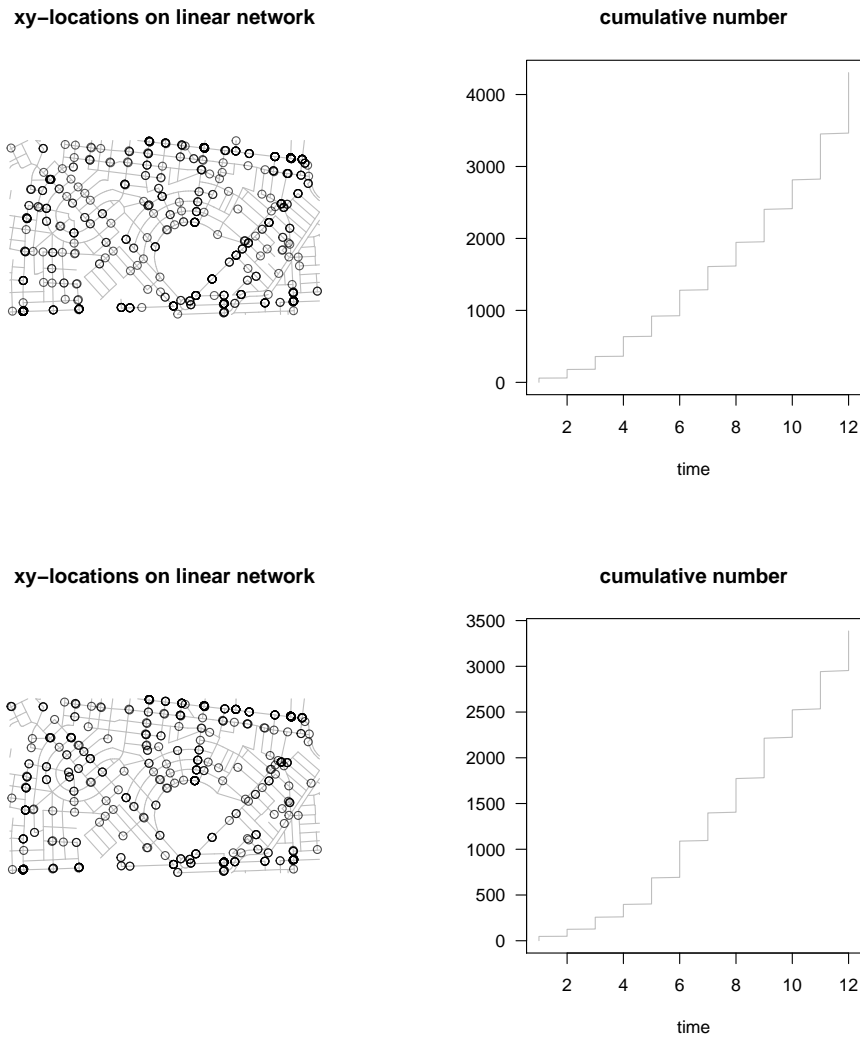 xy−locations on linear network
cumulative number
4000
3000
2000
1000
0
2 4 6 8 10 12
time
xy−locations on linear network
cumulative number
3500
3000
2500
2000
1500
1000
500
0
2 4 6 8 10 12
time